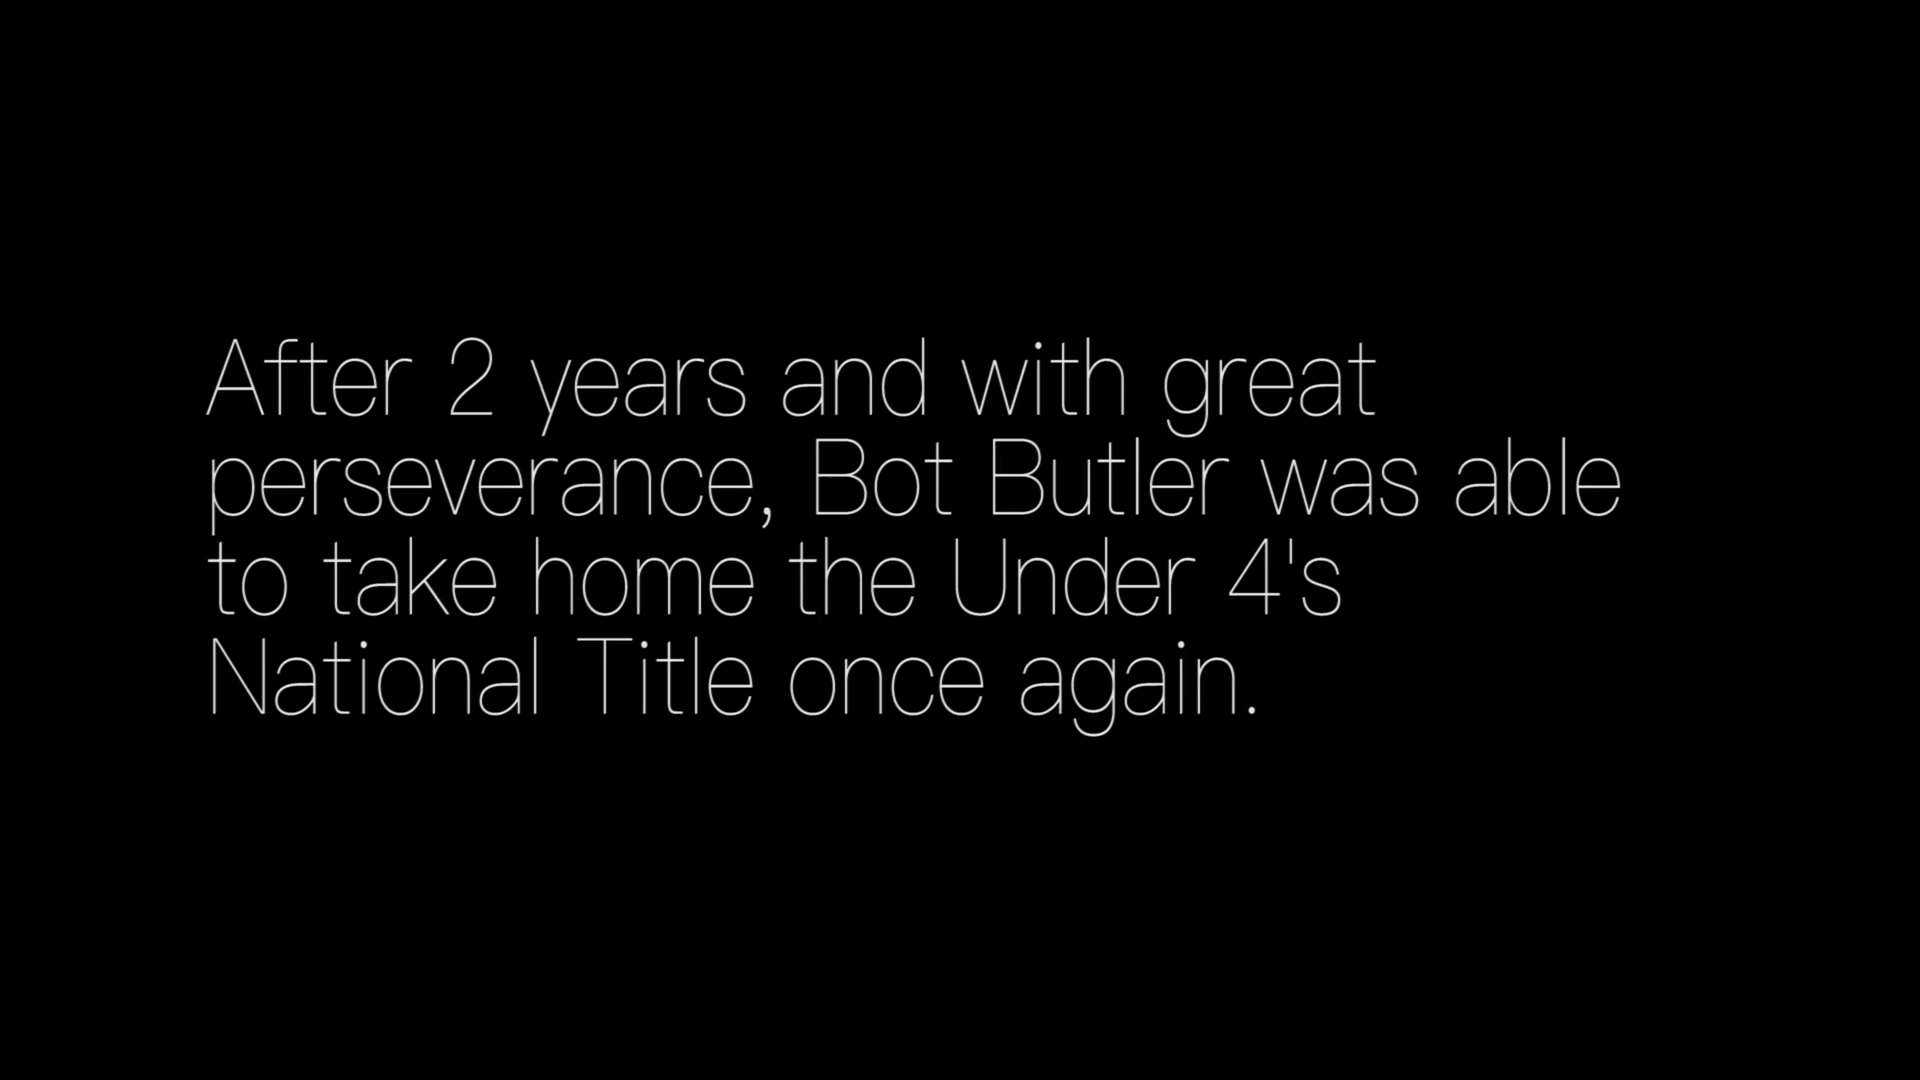 After 2 years and with great
perseverance, Bot Butler was able
to take home the Under 4's
National Title once again.